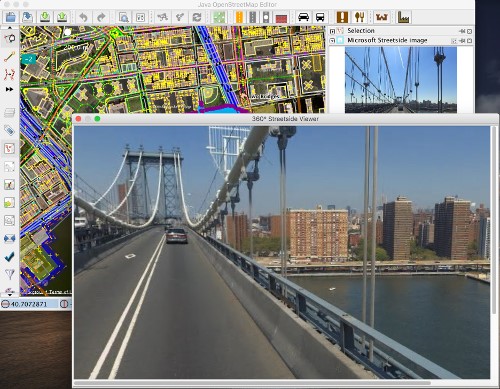 Java OpenStreetMap Editor
Selection
Microsoft Streetside image
360° Streetside Viewer
40.7072871